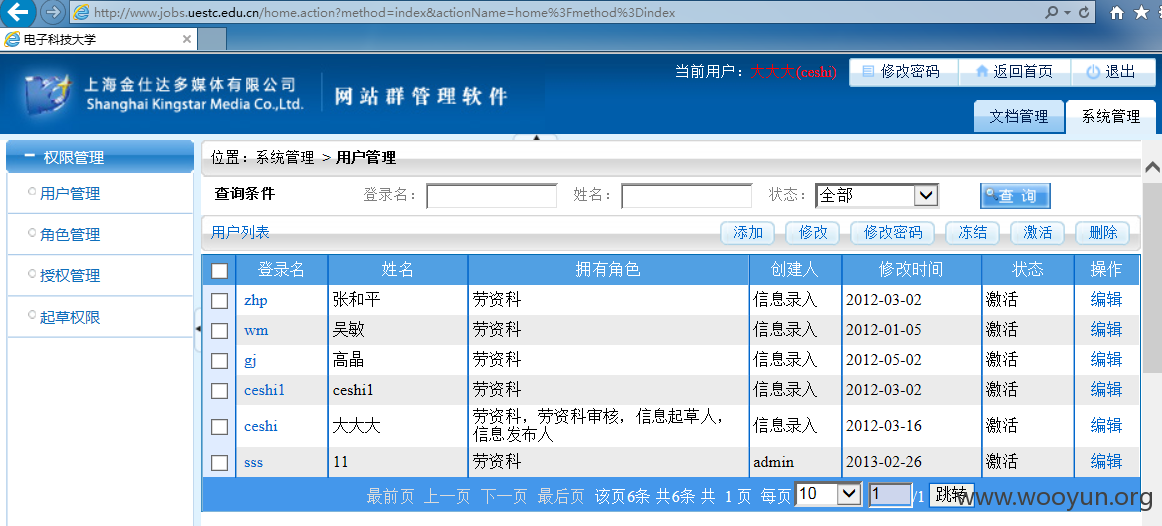 http://www.jobs.uestc.edu.cn/home.action?method=index&actionName=home%3Fmethod%3Dindex
电子科技大学
上海金仕达多媒体有限公司
Shanghai Kingstar Media Co.,Ltd.
网站群管理软件
当前用户：大大大(ceshi) 修改密码 返回首页 退出
文档管理 系统管理
权限管理
用户管理
角色管理
授权管理
起草权限
位置：系统管理 > 用户管理
查询条件 登录名： 姓名： 状态： 全部 查 询
用户列表 添加 修改 修改密码 冻结 激活 删除
登录名 姓名 拥有角色 创建人 修改时间 状态 操作
zhp 张和平 劳资科 信息录入 2012-03-02 激活 编辑
wm 吴敏 劳资科 信息录入 2012-01-05 激活 编辑
gj 高晶 劳资科 信息录入 2012-05-02 激活 编辑
ceshi1 ceshi1 劳资科 信息录入 2012-03-02 激活 编辑
ceshi 大大大 劳资科，劳资科审核，信息起草人， 信息录入 2012-03-16 激活 编辑
信息发布人
sss 11 劳资科 admin 2013-02-26 激活 编辑
最前页 上一页 下一页 最后页 该页6条 共6条 共 1 页 每页 10 1 /1 跳转
www.wooyun.org